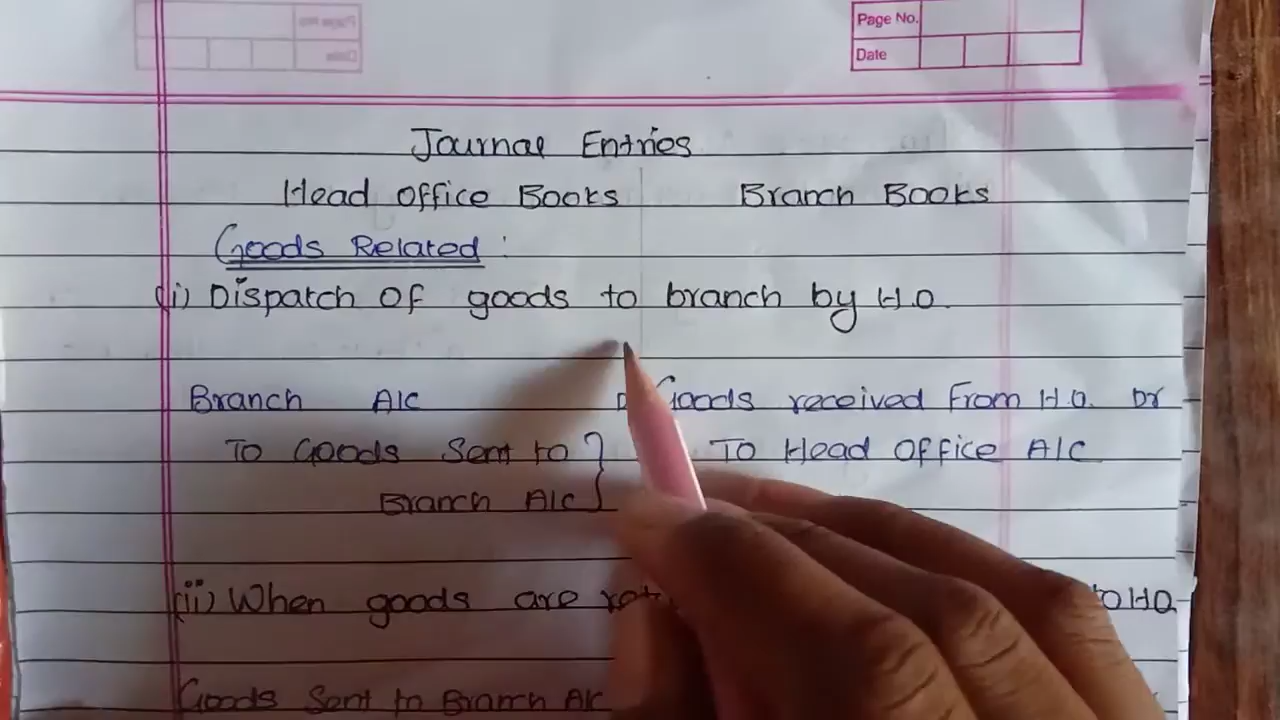 Page No.
Date
Journal Entries
Head Office Books Branch Books
Goods Related :
(i) Dispatch Of goods to branch by H.O.
Branch A/C Goods received From H.O. Dr
To Goods Sent to } To Head Office A/C
Branch A/C
(ii) When goods are to H.O.
Goods Sent to Branch A/C